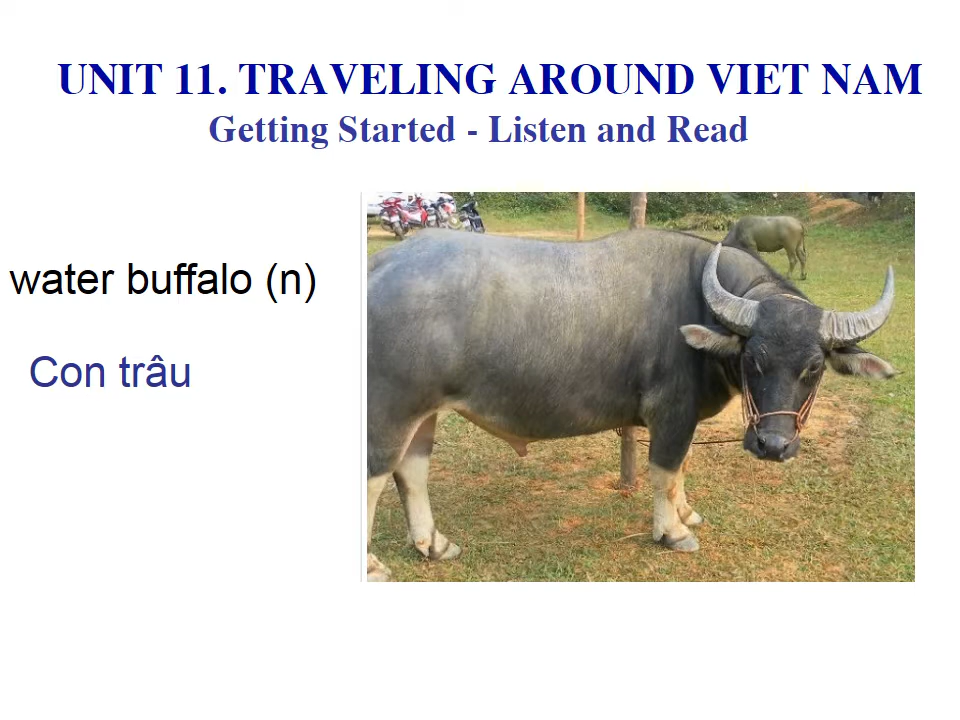 UNIT 11. TRAVELING AROUND VIET NAM
Getting Started - Listen and Read
water buffalo (n)
Con trâu